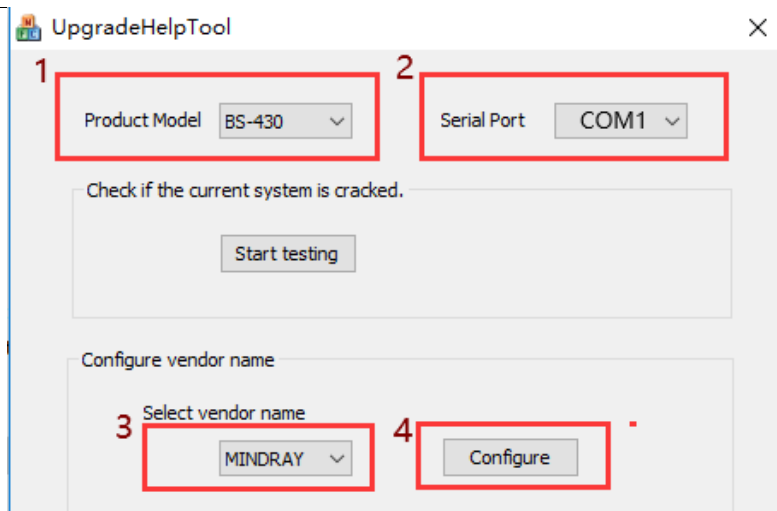 UpgradeHelpTool
1
2
Product Model BS-430 Serial Port COM1
Check if the current system is cracked.
Start testing
Configure vendor name
Select vendor name
3
4
MINDRAY Configure